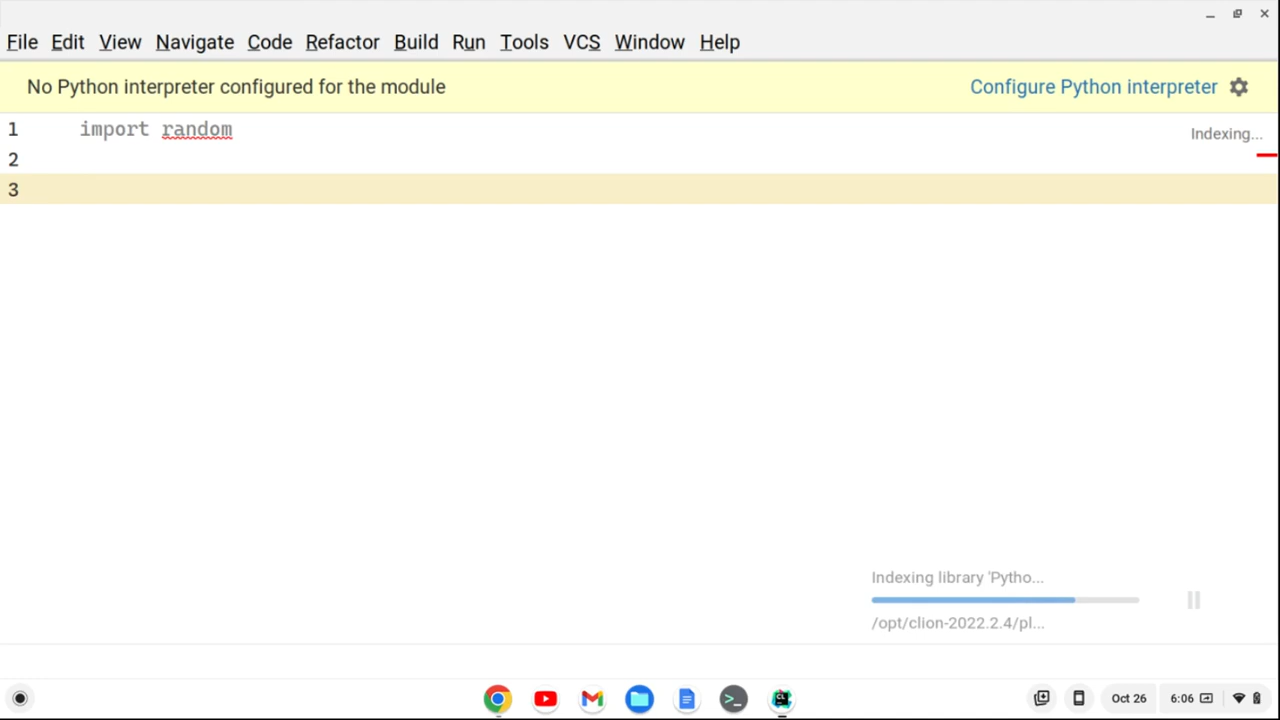 File Edit View Navigate Code Refactor Build Run Tools VCS Window Help
No Python interpreter configured for the module Configure Python interpreter
1 import random Indexing...
2
3
Indexing library 'Pytho...
/opt/clion-2022.2.4/pl...
Oct 26 6:06